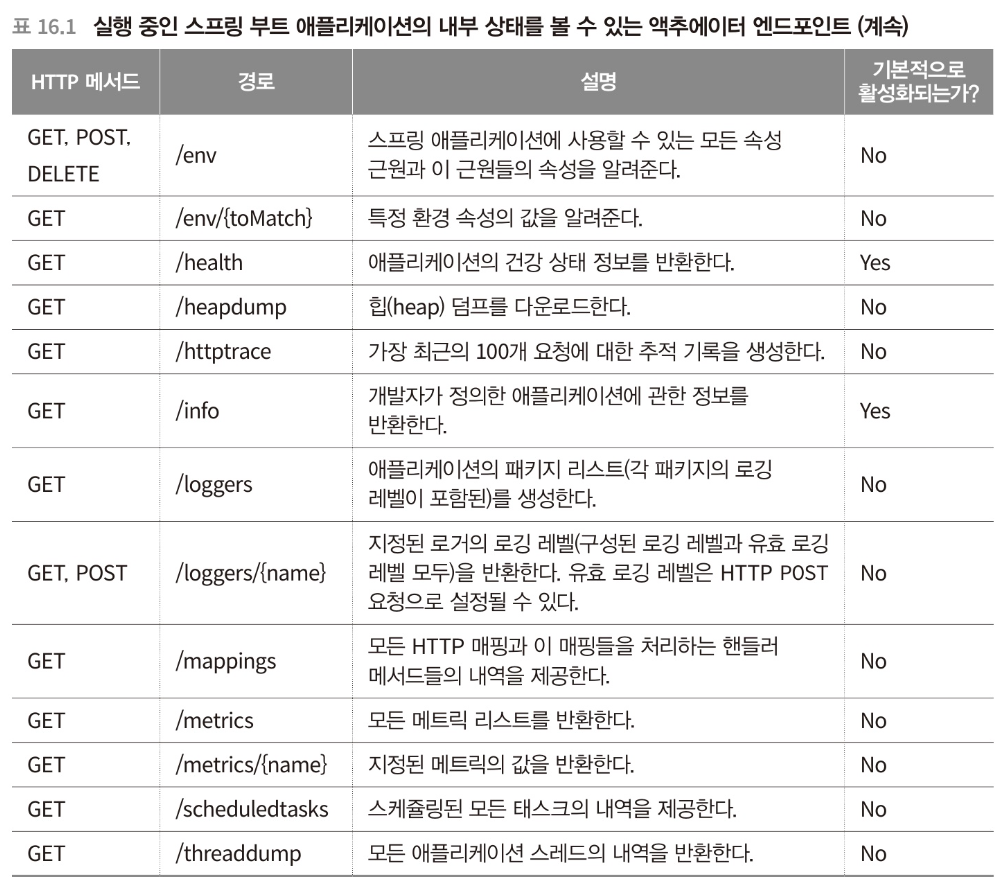 표 16.1 실행 중인 스프링 부트 애플리케이션의 내부 상태를 볼 수 있는 액추에이터 엔드포인트 (계속)
HTTP 메서드 경로 설명 기본적으로 활성화되는가?
GET, POST, DELETE /env 스프링 애플리케이션에 사용할 수 있는 모든 속성 근원과 이 근원들의 속성을 알려준다. No
GET /env/{toMatch} 특정 환경 속성의 값을 알려준다. No
GET /health 애플리케이션의 건강 상태 정보를 반환한다. Yes
GET /heapdump 힙(heap) 덤프를 다운로드한다. No
GET /httptrace 가장 최근의 100개 요청에 대한 추적 기록을 생성한다. No
GET /info 개발자가 정의한 애플리케이션에 관한 정보를 반환한다. Yes
GET /loggers 애플리케이션의 패키지 리스트(각 패키지의 로깅 레벨이 포함된)를 생성한다. No
GET, POST /loggers/{name} 지정된 로거의 로깅 레벨(구성된 로깅 레벨과 유효 로깅 레벨 모두)을 반환한다. 유효 로깅 레벨은 HTTP POST 요청으로 설정될 수 있다. No
GET /mappings 모든 HTTP 매핑과 이 매핑들을 처리하는 핸들러 메서드들의 내역을 제공한다. No
GET /metrics 모든 메트릭 리스트를 반환한다. No
GET /metrics/{name} 지정된 메트릭의 값을 반환한다. No
GET /scheduledtasks 스케쥴링된 모든 태스크의 내역을 제공한다. No
GET /threaddump 모든 애플리케이션 스레드의 내역을 반환한다. No